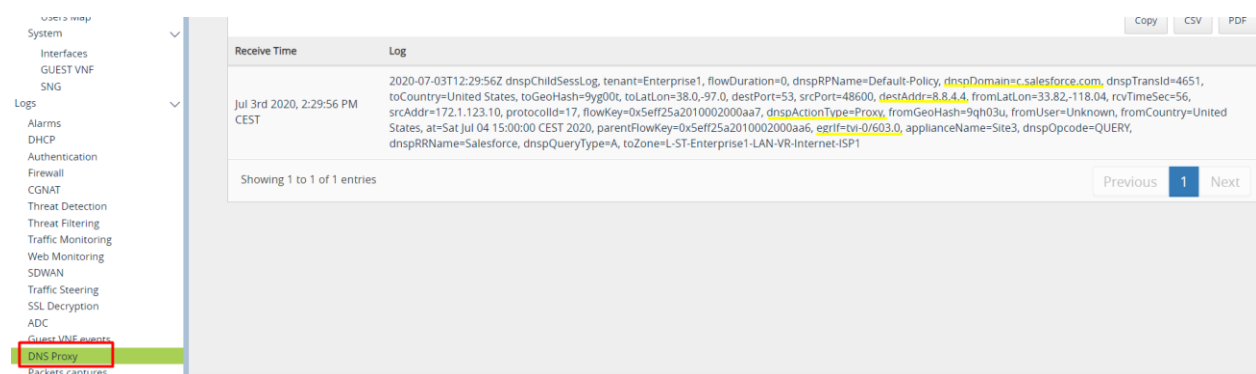 Users Map
System
Interfaces
GUEST VNF
SNG
Logs
Alarms
DHCP
Authentication
Firewall
CGNAT
Threat Detection
Threat Filtering
Traffic Monitoring
Web Monitoring
SDWAN
Traffic Steering
SSL Decryption
ADC
Guest VNF events
DNS Proxy
Packets captures
Copy CSV PDF
Receive Time Log
Jul 3rd 2020, 2:29:56 PM
CEST
2020-07-03T12:29:56Z dnspChildSessLog, tenant=Enterprise1, flowDuration=0, dnspRPName=Default-Policy, dnspDomain=c.salesforce.com, dnspTransId=4651,
toCountry=United States, toGeoHash=9yg00t, toLatLon=38.0,-97.0, destPort=53, srcPort=48600, destAddr=8.8.4.4, fromLatLon=33.82,-118.04, rcvTimeSec=56,
srcAddr=172.1.123.10, protocolId=17, flowKey=0x5eff25a2010002000aa7, dnspActionType=Proxy, fromGeoHash=9qh03u, fromUser=Unknown, fromCountry=United
States, at=Sat Jul 04 15:00:00 CEST 2020, parentFlowKey=0x5eff25a2010002000aa6, egrIf=tvi-0/603.0, applianceName=Site3, dnspOpcode=QUERY,
dnspRRName=Salesforce, dnspQueryType=A, toZone=L-ST-Enterprise1-LAN-VR-Internet-ISP1
Showing 1 to 1 of 1 entries
Previous 1 Next